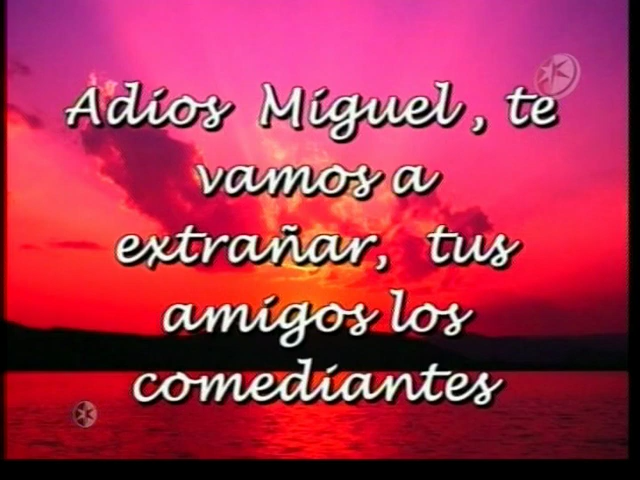 Adios Miguel, te
vamos a
extrañar, tus
amigos los
comediantes